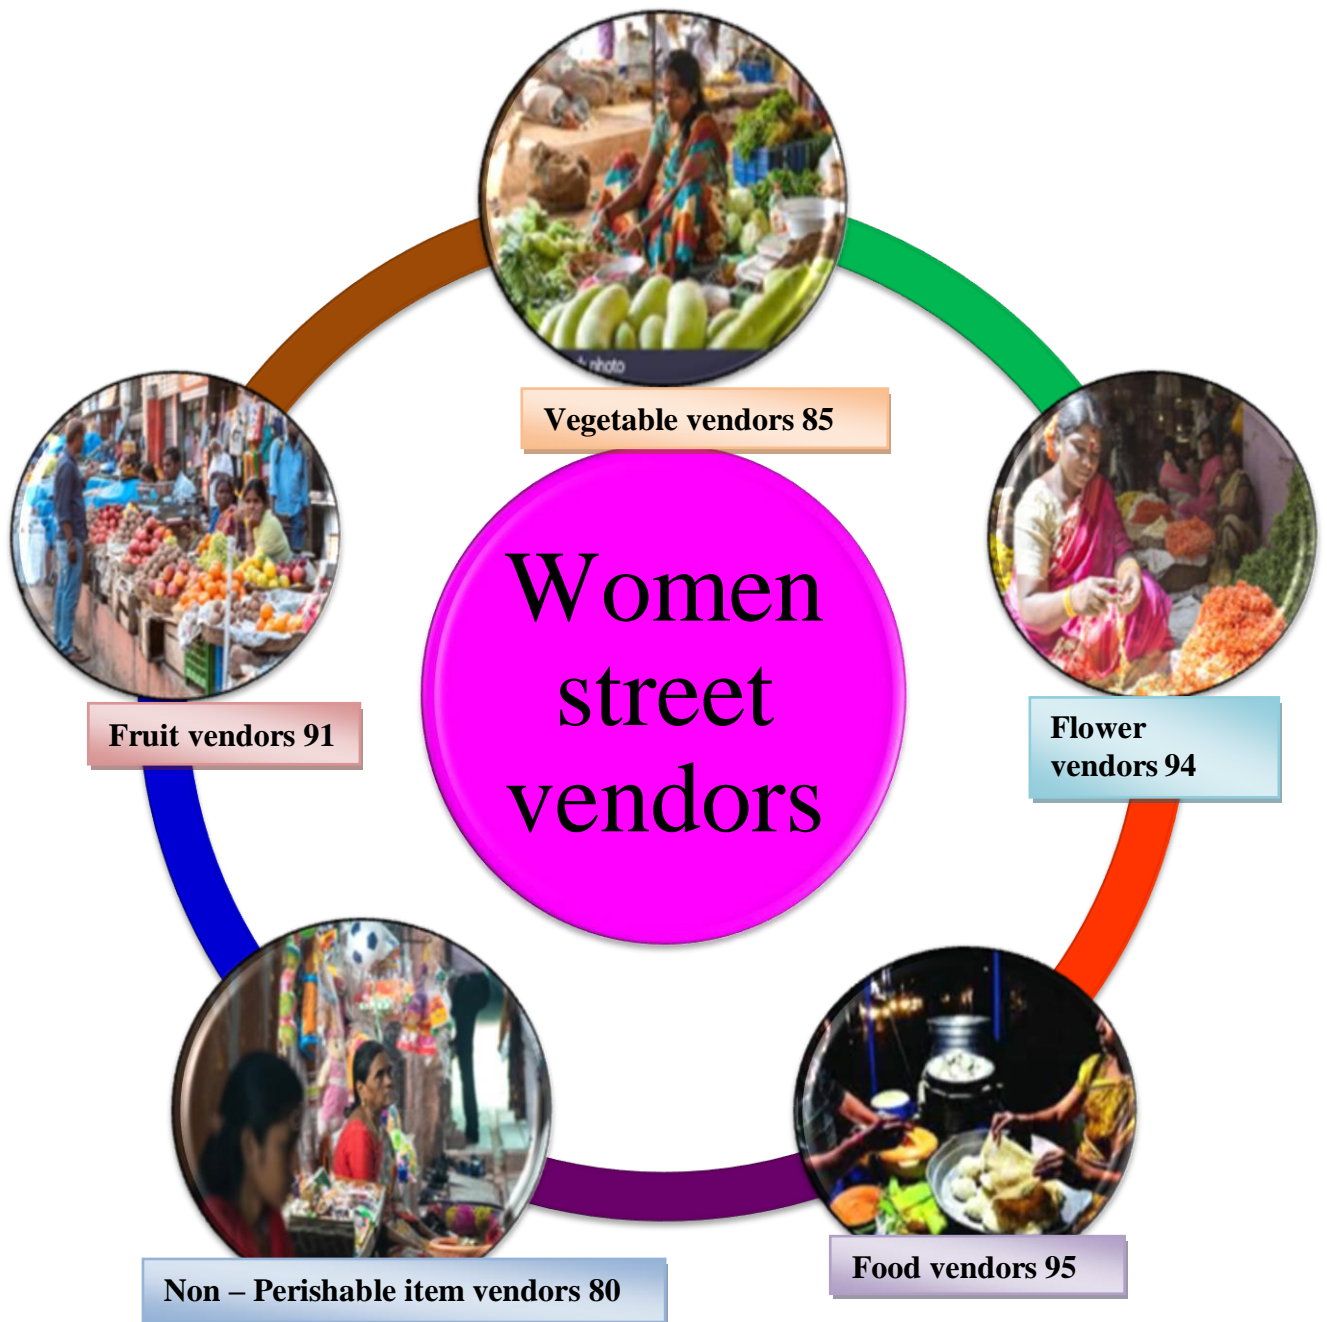 Vegetable vendors 85
Women
street
vendors
Fruit vendors 91
Flower
vendors 94
Food vendors 95
Non – Perishable item vendors 80